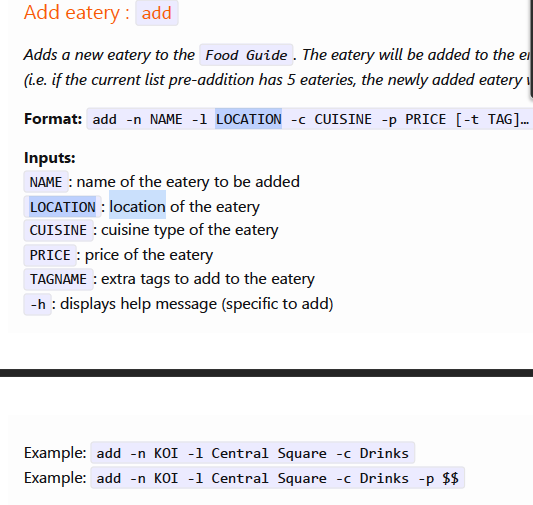 Add eatery : add
Adds a new eatery to the Food Guide. The eatery will be added to the
(i.e. if the current list pre-addition has 5 eateries, the newly added eatery
Format: add -n NAME -l LOCATION -c CUISINE -p PRICE [-t TAG]…
Inputs:
NAME : name of the eatery to be added
LOCATION : location of the eatery
CUISINE : cuisine type of the eatery
PRICE : price of the eatery
TAGNAME : extra tags to add to the eatery
-h : displays help message (specific to add)
Example: add -n KOI -l Central Square -c Drinks
Example: add -n KOI -l Central Square -c Drinks -p $$